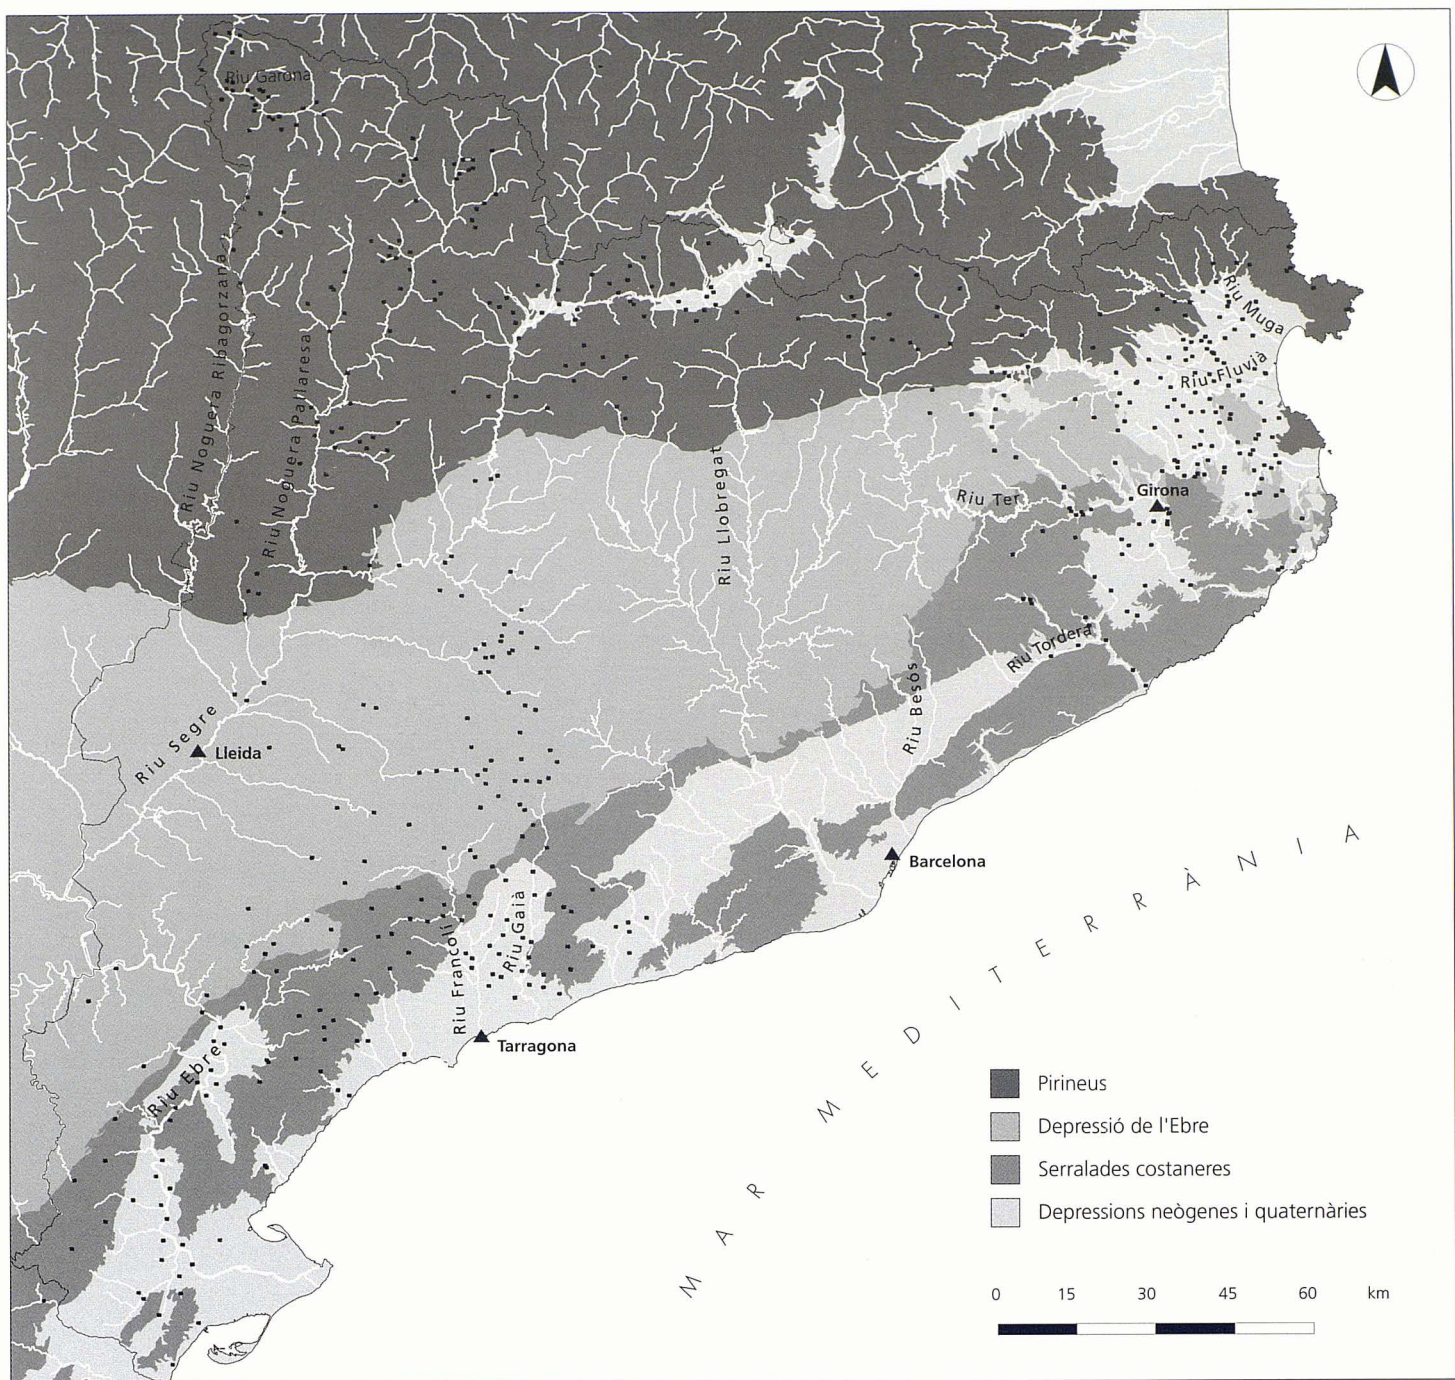 Riu Garona
Riu Noguera Ribagorzana
Riu Noguera Pallaresa
Riu Muga
Riu Fluvià
Riu Llobregat
Riu Ter
Girona
Riu Tordera
Riu Besòs
Riu Segre
Lleida
Barcelona
Riu Gaià
Riu Francolí
Tarragona
Riu Ebre
MAR MEDITERRÀNIA
Pirineus
Depressió de l'Ebre
Serralades costaneres
Depressions neògenes i quaternàries
0 15 30 45 60 km